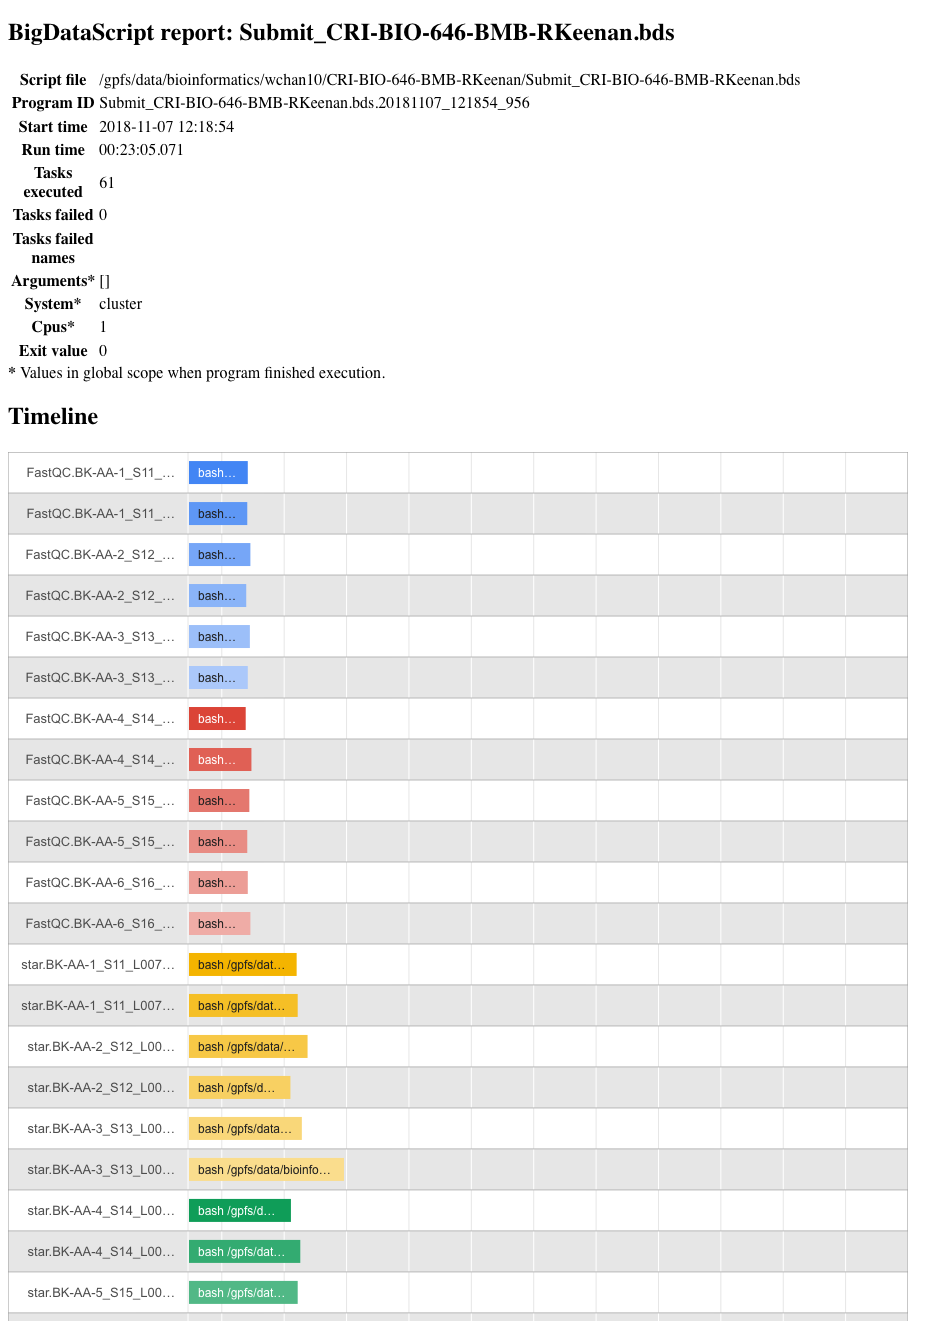 BigDataScript report: Submit_CRI-BIO-646-BMB-RKeenan.bds
Script file /gpfs/data/bioinformatics/wchan10/CRI-BIO-646-BMB-RKeenan/Submit_CRI-BIO-646-BMB-RKeenan.bds
Program ID Submit_CRI-BIO-646-BMB-RKeenan.bds.20181107_121854_956
Start time 2018-11-07 12:18:54
Run time 00:23:05.071
Tasks
executed 61
Tasks failed 0
Tasks failed
names
Arguments* []
System* cluster
Cpus* 1
Exit value 0
* Values in global scope when program finished execution.
Timeline
FastQC.BK-AA-1_S11_... bash...
FastQC.BK-AA-1_S11_... bash...
FastQC.BK-AA-2_S12_... bash...
FastQC.BK-AA-2_S12_... bash...
FastQC.BK-AA-3_S13_... bash...
FastQC.BK-AA-3_S13_... bash...
FastQC.BK-AA-4_S14_... bash...
FastQC.BK-AA-4_S14_... bash...
FastQC.BK-AA-5_S15_... bash...
FastQC.BK-AA-5_S15_... bash...
FastQC.BK-AA-6_S16_... bash...
FastQC.BK-AA-6_S16_... bash...
star.BK-AA-1_S11_L007... bash /gpfs/dat...
star.BK-AA-1_S11_L007... bash /gpfs/dat...
star.BK-AA-2_S12_L00... bash /gpfs/data/...
star.BK-AA-2_S12_L00... bash /gpfs/d...
star.BK-AA-3_S13_L00... bash /gpfs/data...
star.BK-AA-3_S13_L00... bash /gpfs/data/bioinfo...
star.BK-AA-4_S14_L00... bash /gpfs/d...
star.BK-AA-4_S14_L00... bash /gpfs/dat...
star.BK-AA-5_S15_L00... bash /gpfs/dat...